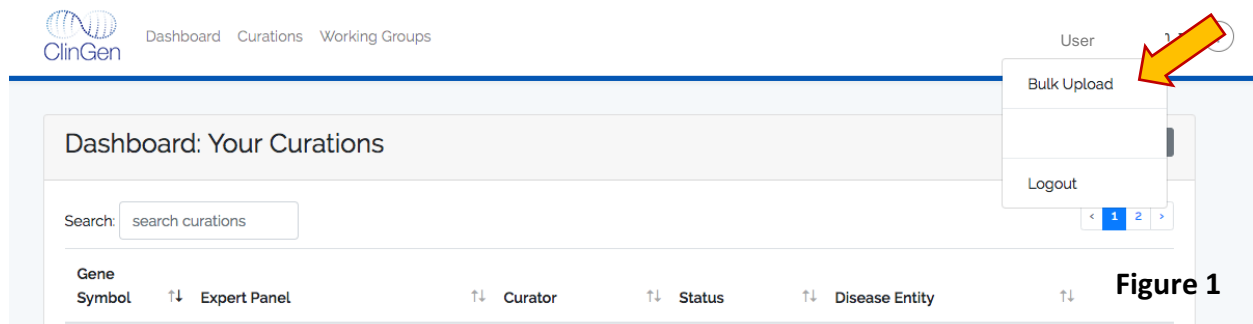 ClinGen
Dashboard Curations Working Groups User
Bulk Upload
Dashboard: Your Curations
Logout
Search: search curations
‹ 1 2 ›
Gene
Symbol ↑↓ Expert Panel ↑↓ Curator ↑↓ Status ↑↓ Disease Entity ↑↓
Figure 1